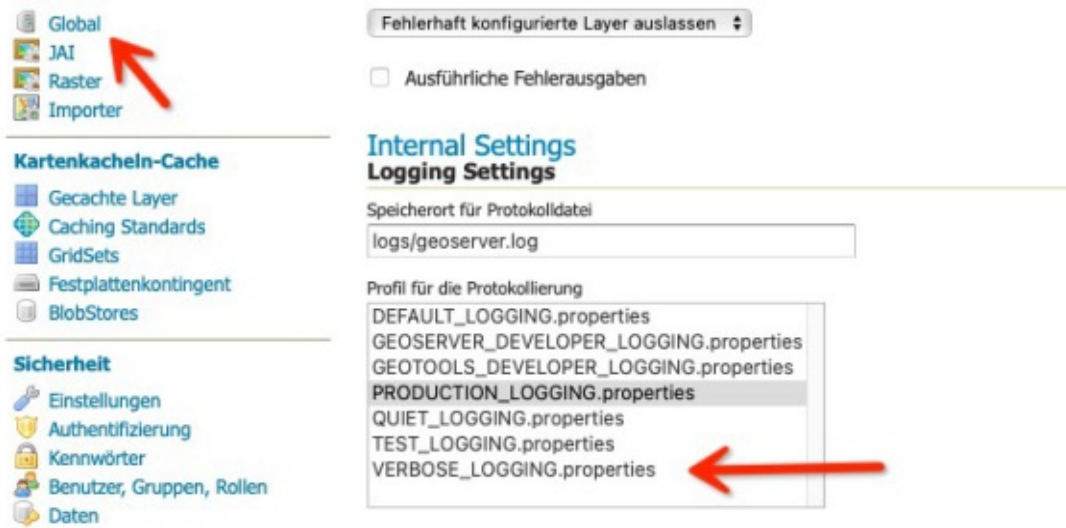 Global
JAI
Raster
Importer
Kartenkacheln-Cache
Gecachte Layer
Caching Standards
GridSets
Festplattenkontingent
BlobStores
Sicherheit
Einstellungen
Authentifizierung
Kennwörter
Benutzer, Gruppen, Rollen
Daten
Fehlerhaft konfigurierte Layer auslassen
Ausführliche Fehlerausgaben
Internal Settings
Logging Settings
Speicherort für Protokolldatei
logs/geoserver.log
Profil für die Protokollierung
DEFAULT_LOGGING.properties
GEOSERVER_DEVELOPER_LOGGING.properties
GEOTOOLS_DEVELOPER_LOGGING.properties
PRODUCTION_LOGGING.properties
QUIET_LOGGING.properties
TEST_LOGGING.properties
VERBOSE_LOGGING.properties